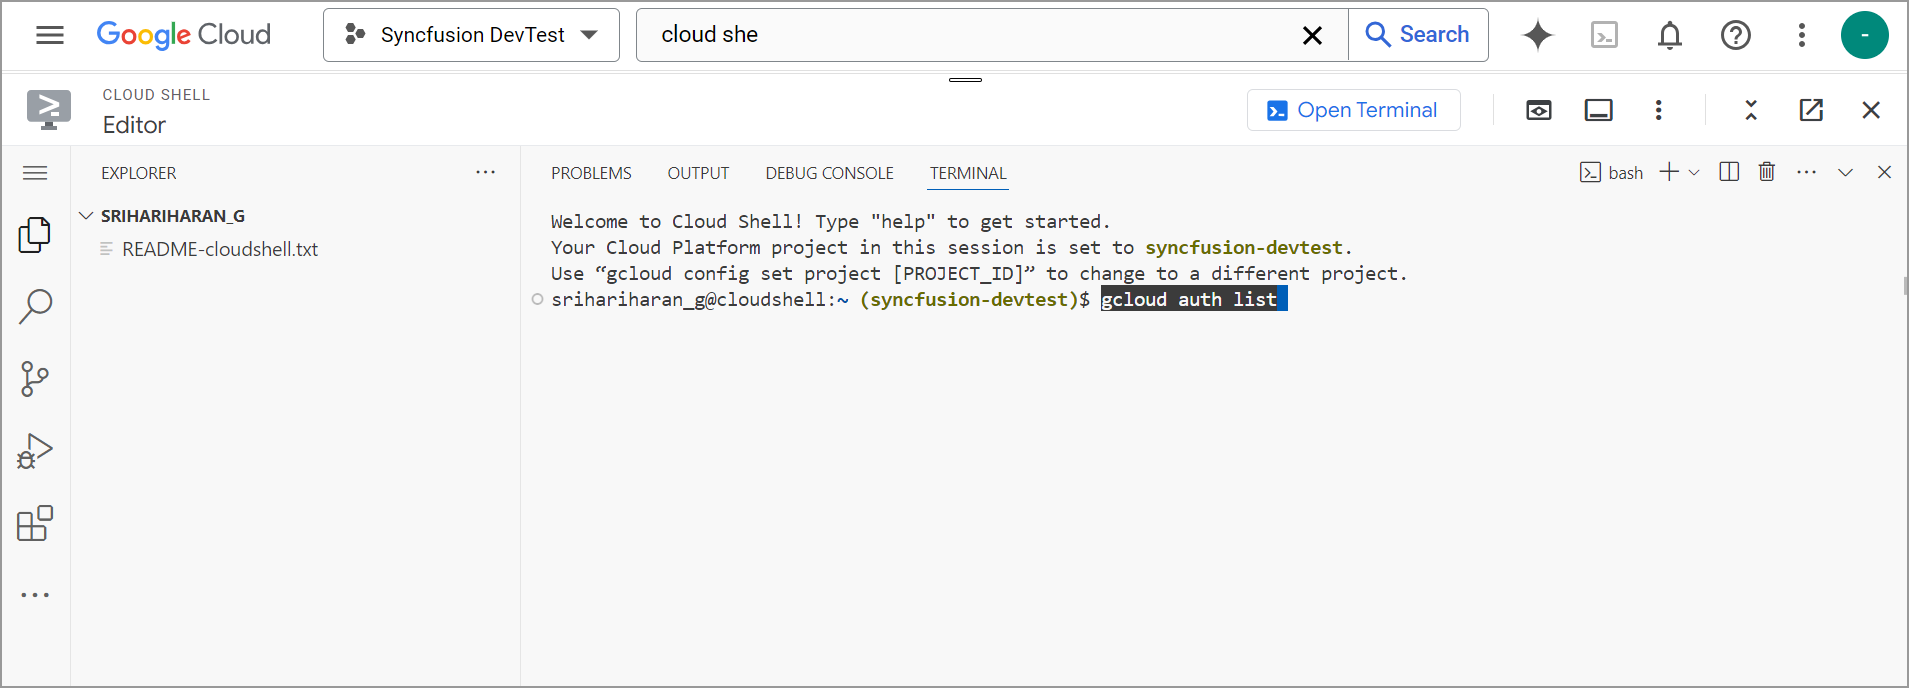 Google Cloud
Syncfusion DevTest
cloud she
Search
-
CLOUD SHELL
Editor
Open Terminal
EXPLORER
PROBLEMS OUTPUT DEBUG CONSOLE TERMINAL
bash
SRIHARIHARAN_G
README-cloudshell.txt
Welcome to Cloud Shell! Type "help" to get started.
Your Cloud Platform project in this session is set to syncfusion-devtest.
Use “gcloud config set project [PROJECT_ID]” to change to a different project.
srihariharan_g@cloudshell:~ (syncfusion-devtest)$ gcloud auth list